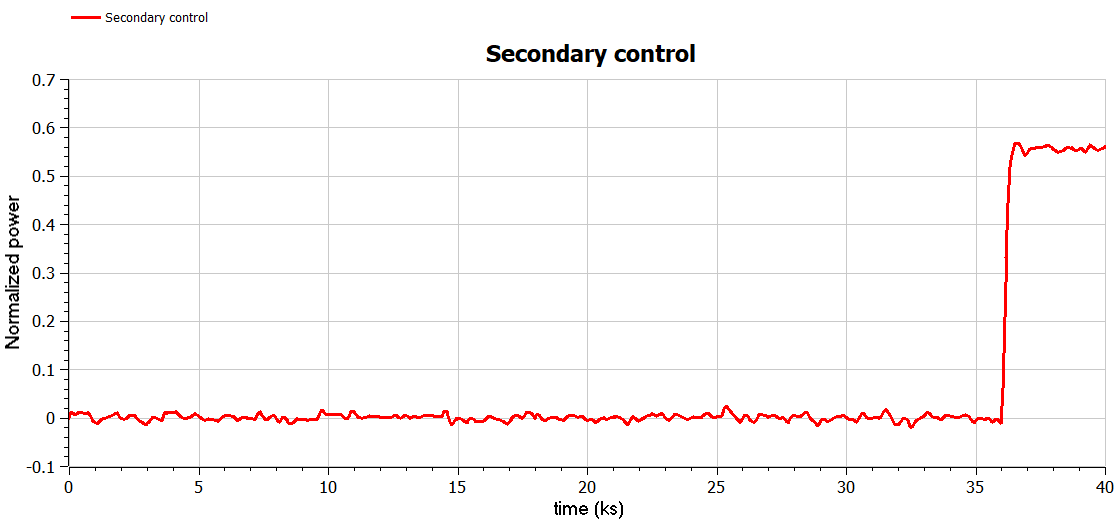 Secondary control
Secondary control
0.7
0.6
0.5
0.4
0.3
0.2
0.1
0
-0.1
Normalized power
0 5 10 15 20 25 30 35 40
time (ks)